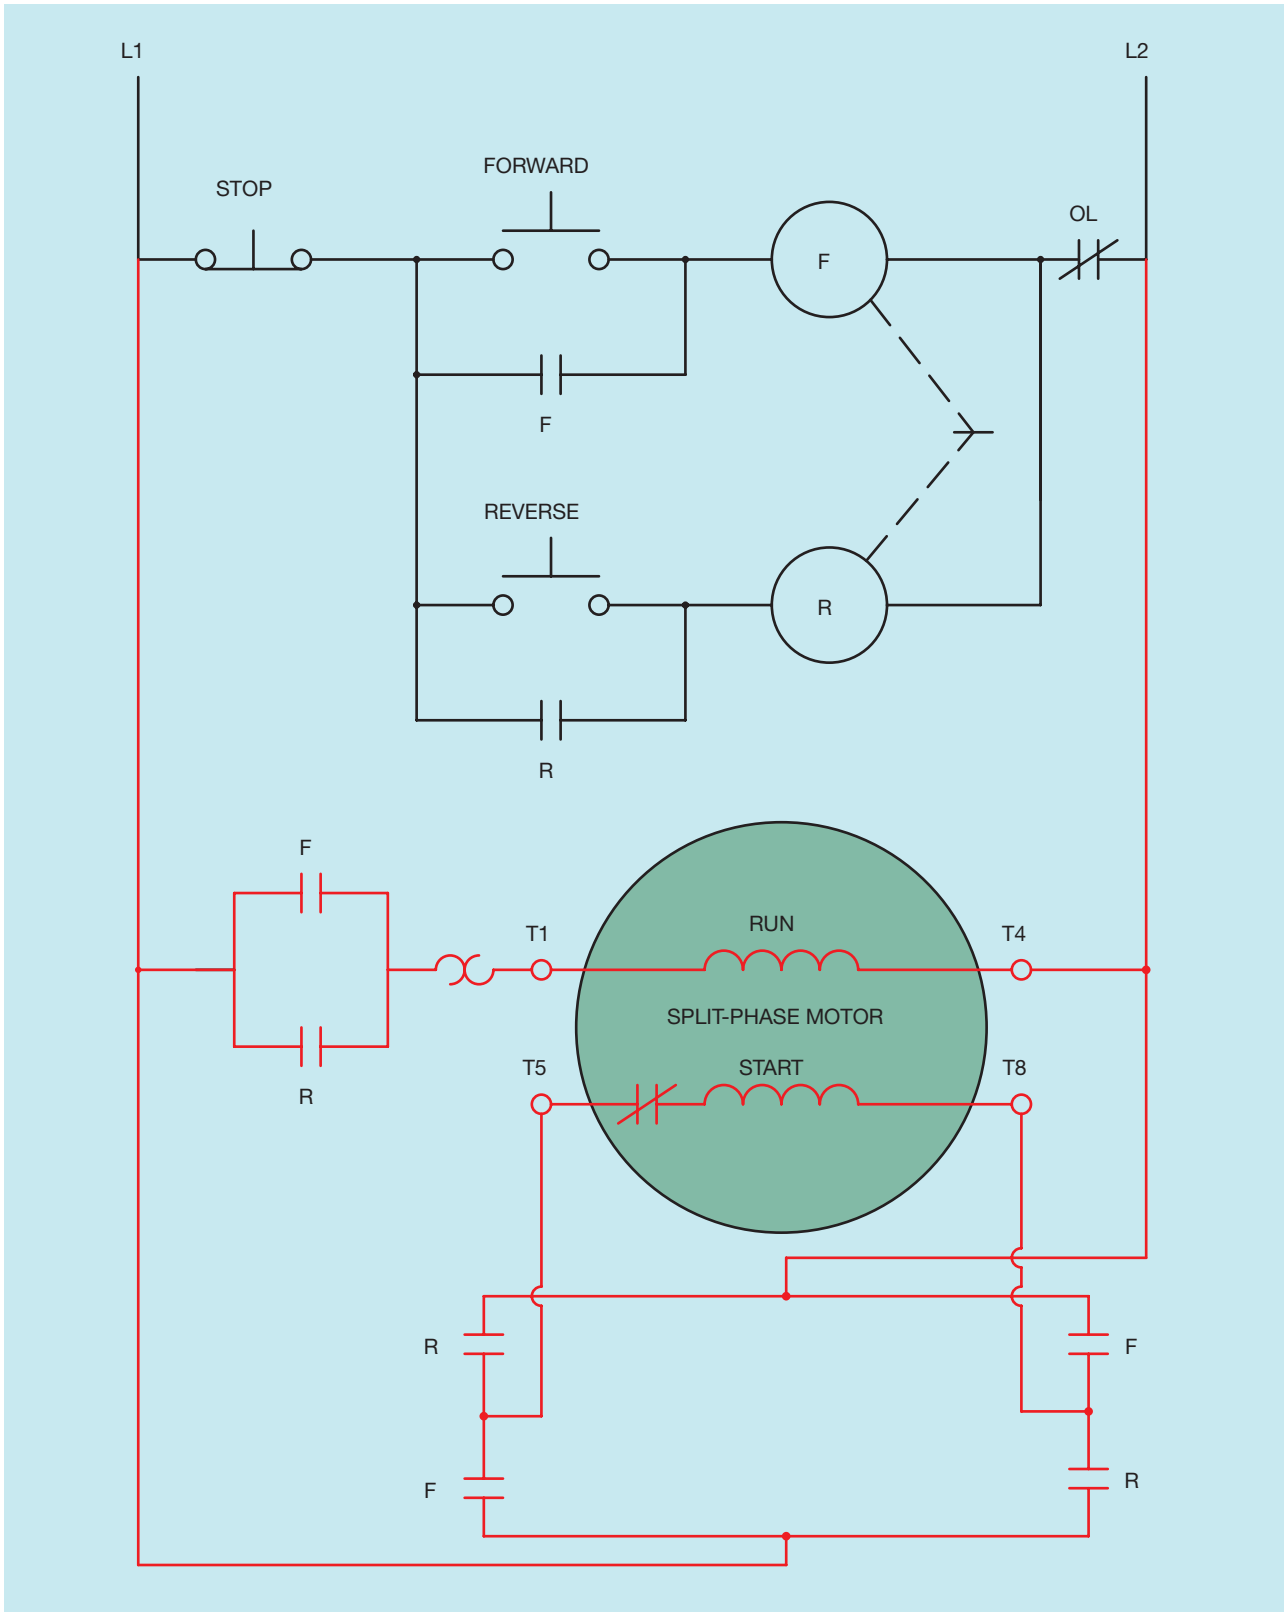 L1
L2
FORWARD
STOP
OL
F
F
REVERSE
R
R
F
RUN
T1
T4
SPLIT-PHASE MOTOR
T5
START
T8
R
R
F
F
R